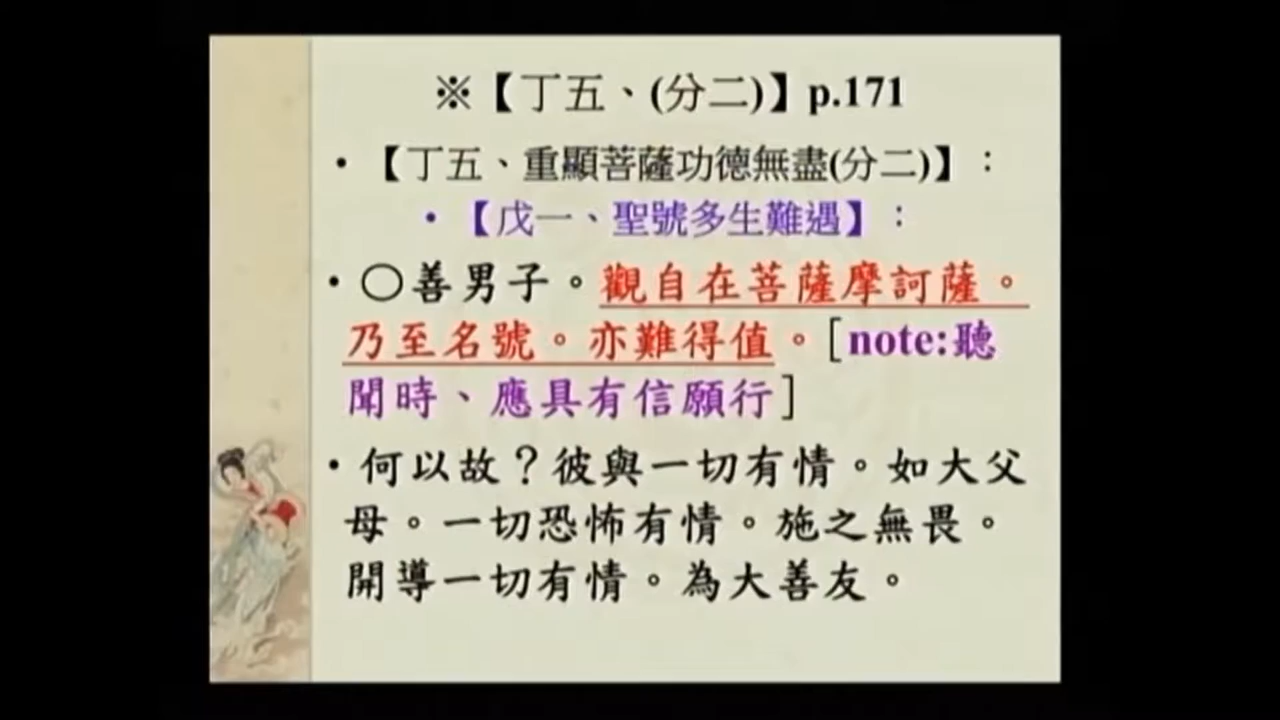 ※【丁五、(分二)】p.171
•【丁五、重顯菩薩功德無盡(分二)】：
•【戊一、聖號多生難遇】：
•○善男子。觀自在菩薩摩訶薩。
乃至名號。亦難得值。[note:聽
聞時、應具有信願行]
•何以故？彼與一切有情。如大父
母。一切恐怖有情。施之無畏。
開導一切有情。為大善友。